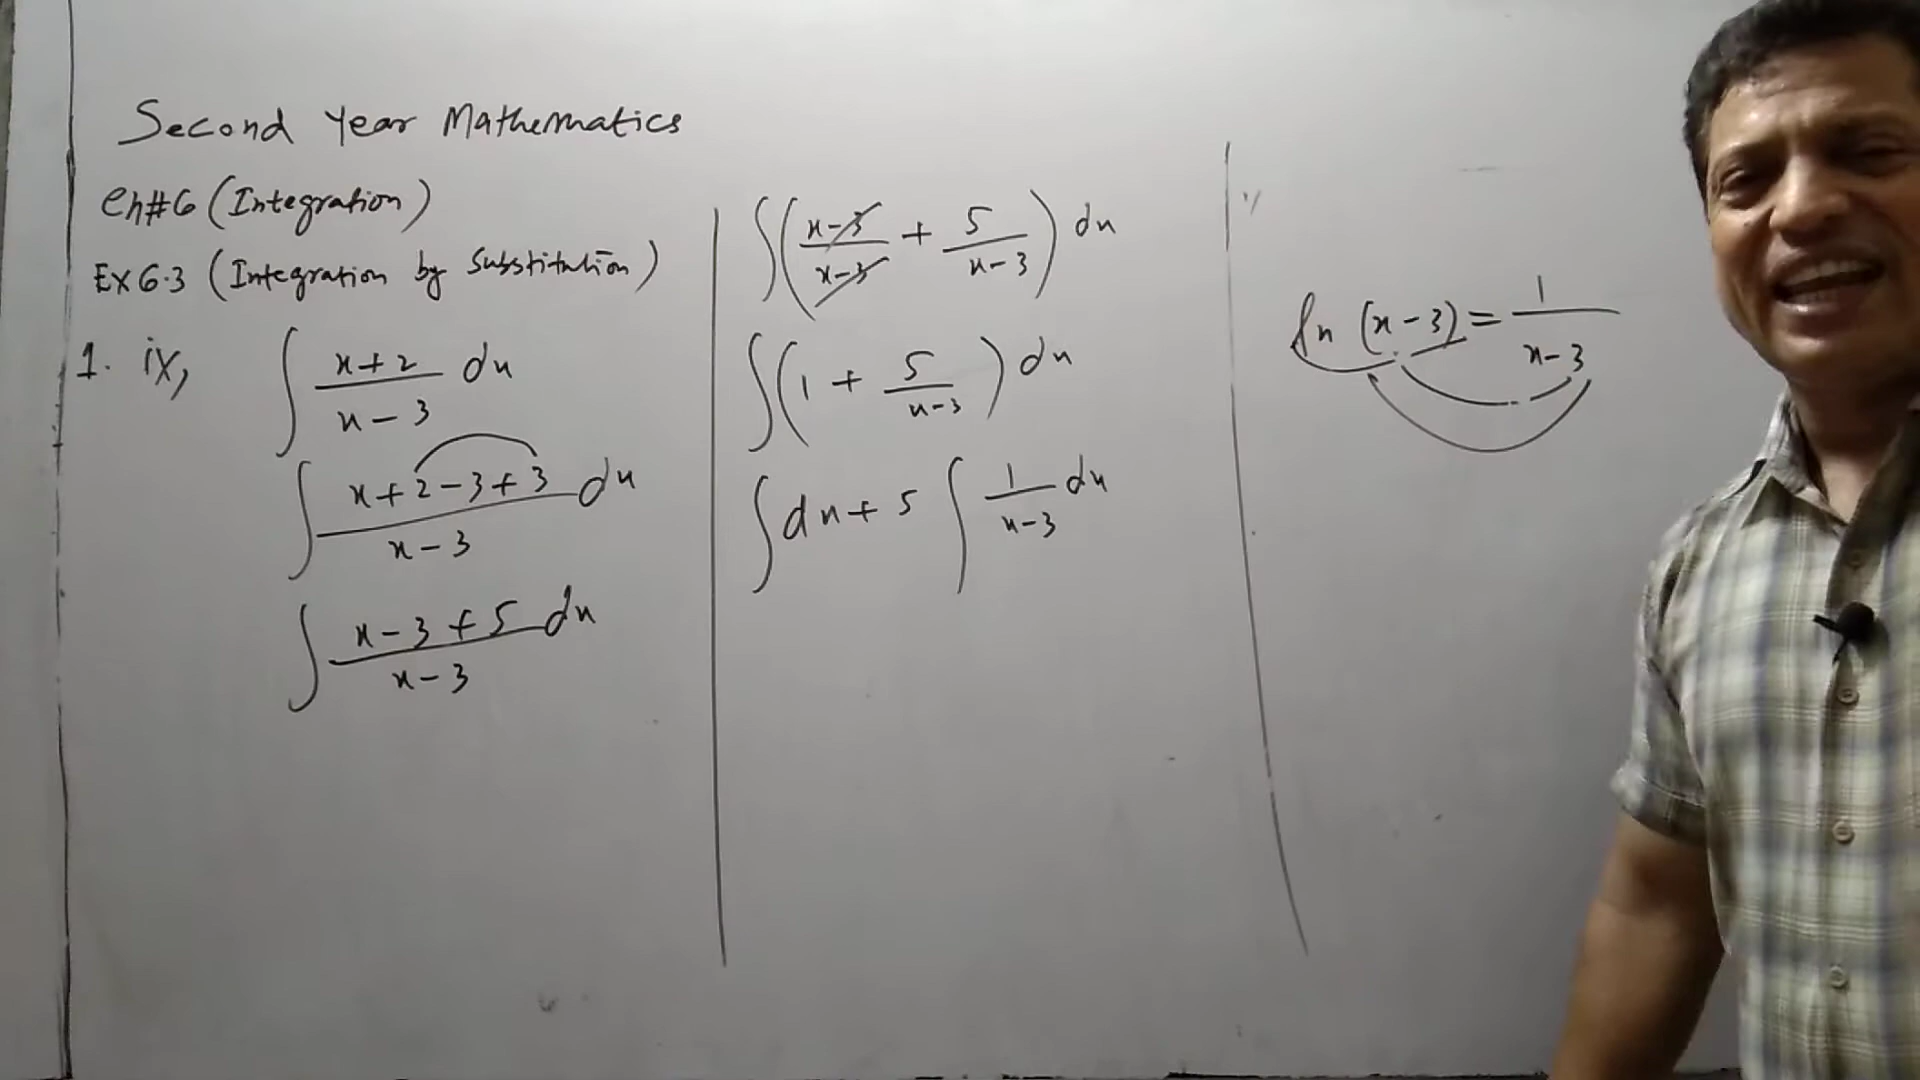 Second Year Mathematics
Ch#6 (Integration)
Ex 6.3 (Integration by Substitution)
1. ix, ∫ x+2 / x-3 dx
∫ x+2-3+3 / x-3 dx
∫ x-3+5 / x-3 dx
∫(x-3 / x-3 + 5 / x-3) dx
∫(1 + 5 / x-3) dx
∫dx + 5 ∫ 1 / x-3 dx
ln (x-3) = 1 / x-3